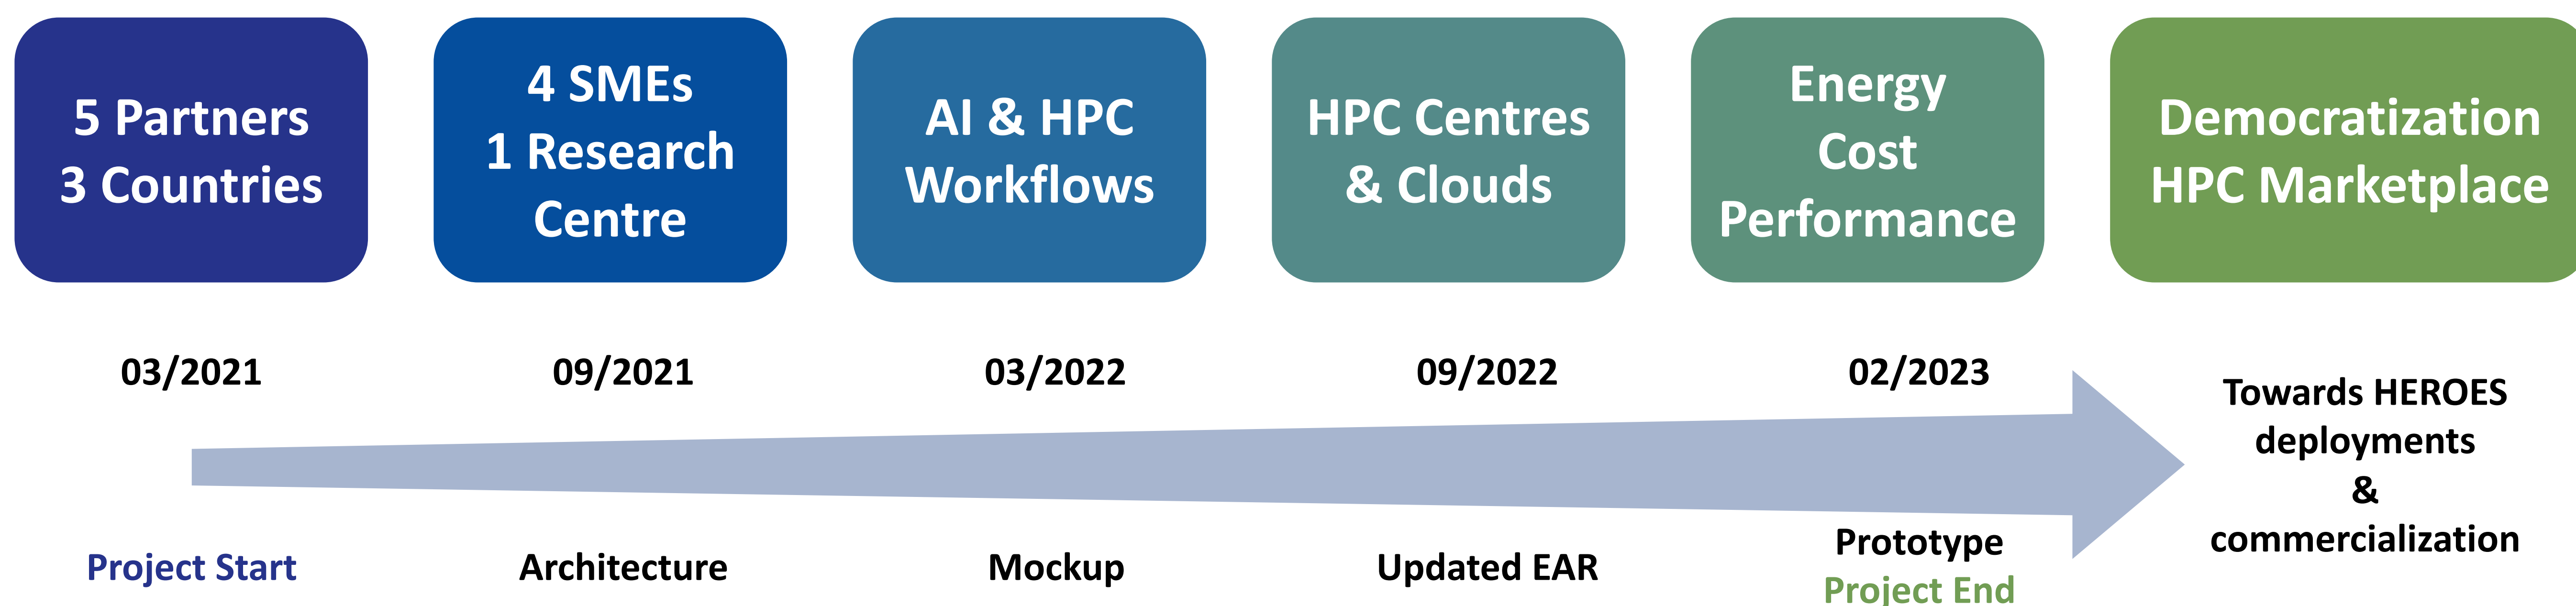 5 Partners
3 Countries
4 SMEs
1 Research
Centre
AI & HPC
Workflows
HPC Centres
& Clouds
Energy
Cost
Performance
Democratization
HPC Marketplace
03/2021
09/2021
03/2022
09/2022
02/2023
Towards HEROES
deployments
&
commercialization
Project Start
Architecture
Mockup
Updated EAR
Prototype
Project End